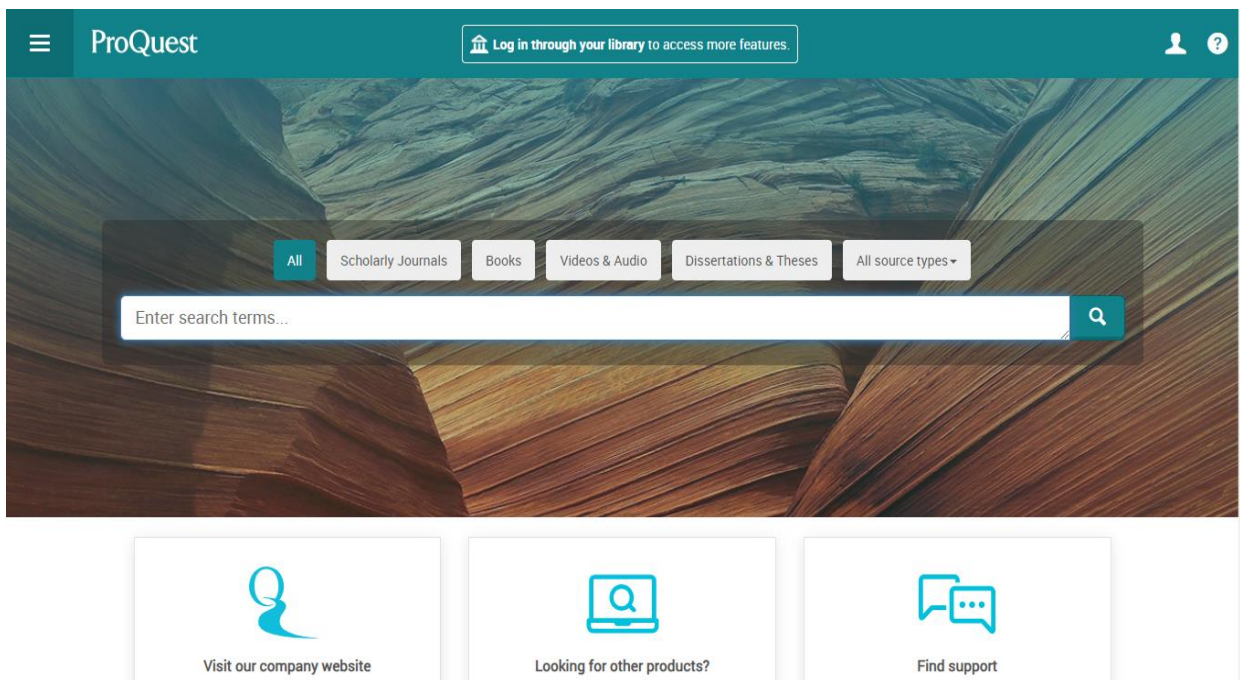 ProQuest
Log in through your library to access more features.
All Scholarly Journals Books Videos & Audio Dissertations & Theses All source types
Enter search terms...
Visit our company website Looking for other products? Find support